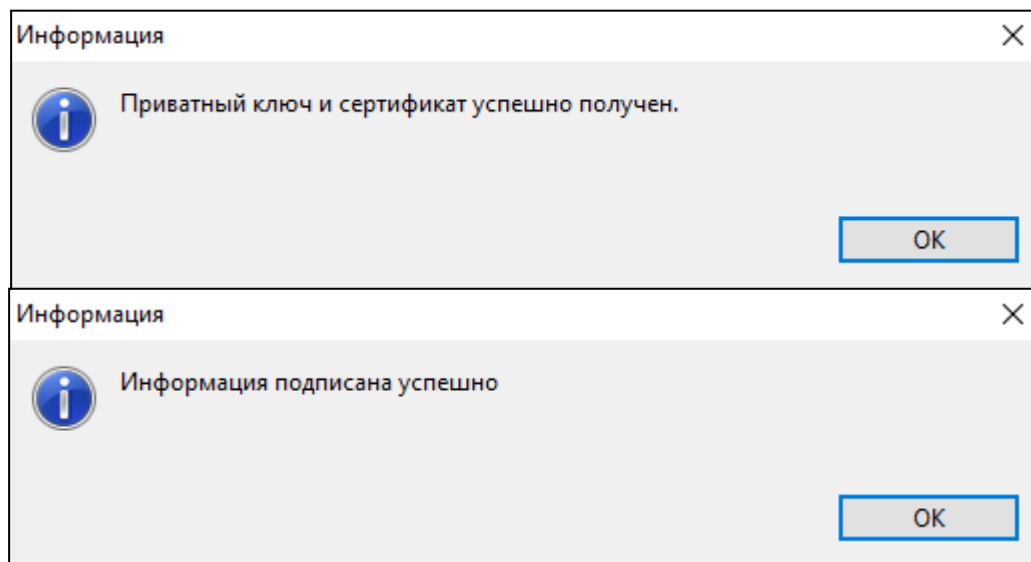 Информация
Приватный ключ и сертификат успешно получен.
OK
Информация
Информация подписана успешно
OK